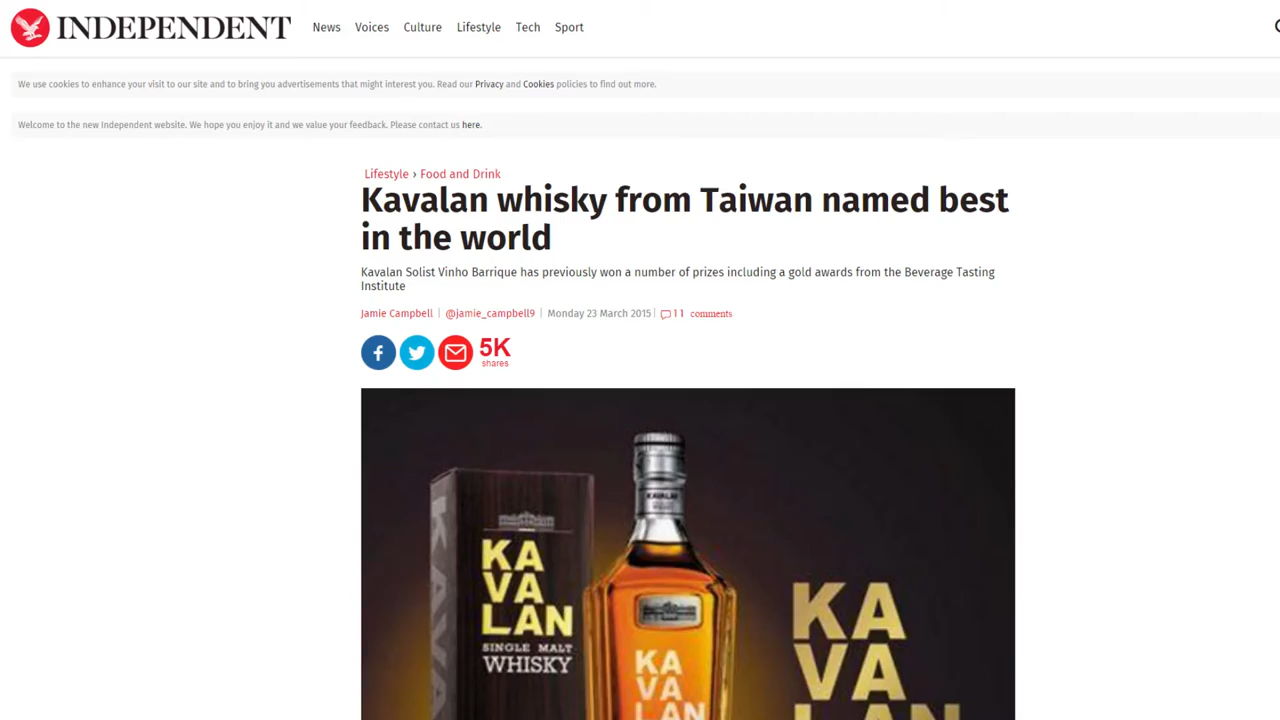 INDEPENDENT News Voices Culture Lifestyle Tech Sport
We use cookies to enhance your visit to our site and to bring you advertisements that might interest you. Read our Privacy and Cookies policies to find out more.
Welcome to the new Independent website. We hope you enjoy it and we value your feedback. Please contact us here.
Lifestyle › Food and Drink
Kavalan whisky from Taiwan named best
in the world
Kavalan Solist Vinho Barrique has previously won a number of prizes including a gold awards from the Beverage Tasting
Institute
Jamie Campbell | @jamie_campbell9 | Monday 23 March 2015 | 11 comments
5K
shares
KAVALAN
KA
VA
LAN
SINGLE MALT
WHISKY
KAVALAN
KA
VA
LAN
KA
VA
LAN